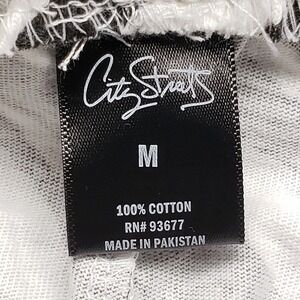 City Streets
M
100% COTTON
RN# 93677
MADE IN PAKISTAN